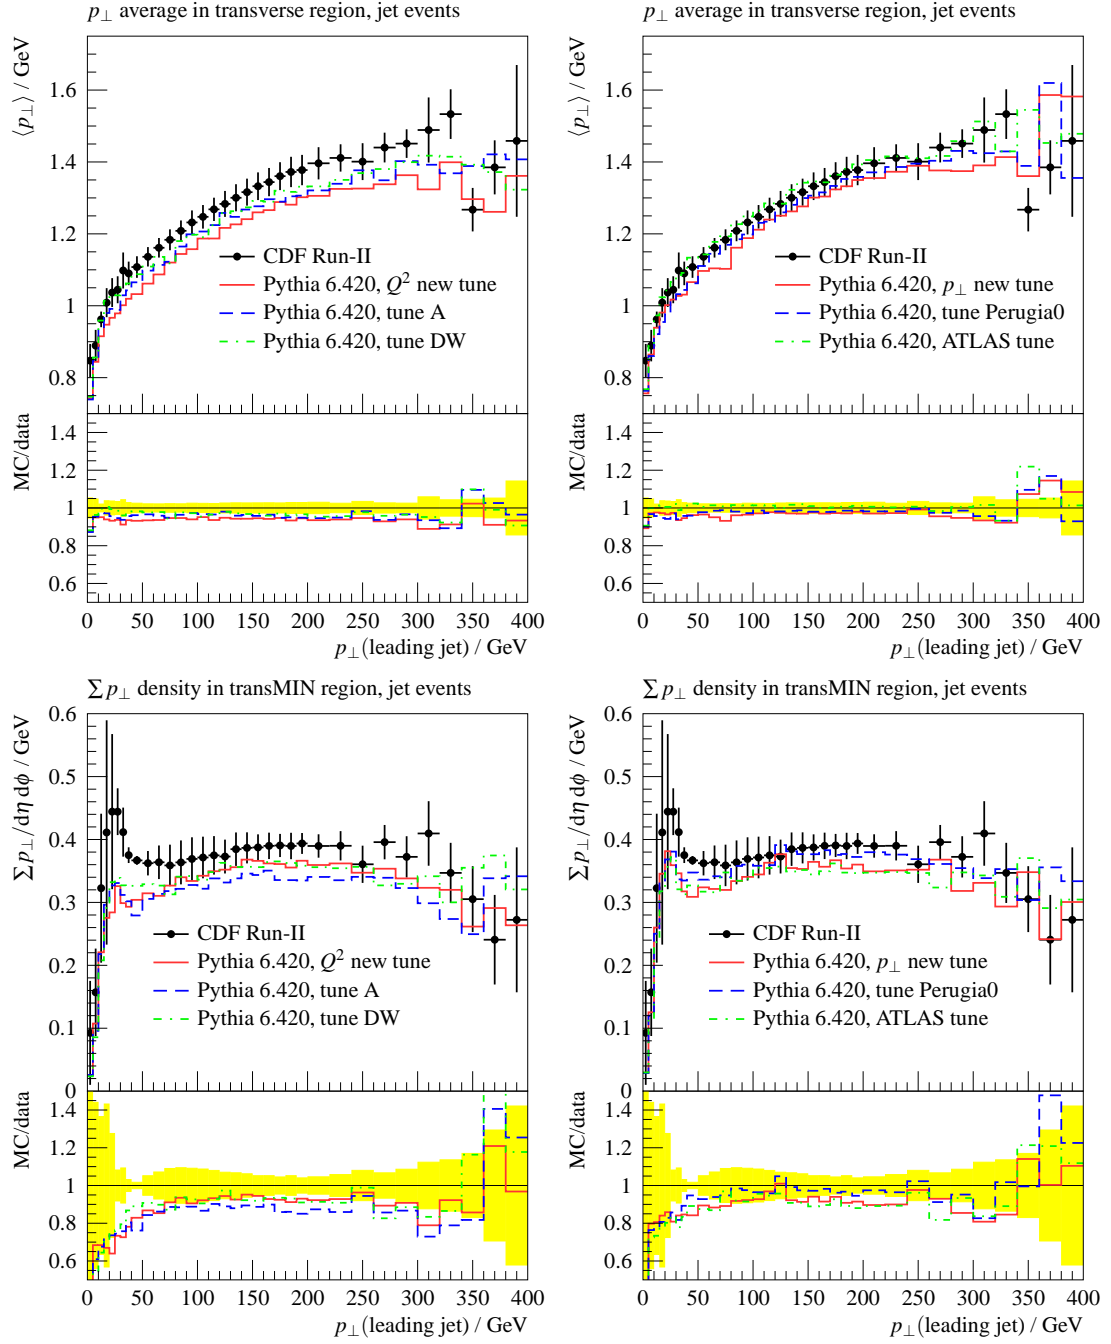 p⊥ average in transverse region, jet events
⟨p⊥⟩ / GeV
1.6
1.4
1.2
1
0.8
CDF Run-II
Pythia 6.420, Q² new tune
Pythia 6.420, tune A
Pythia 6.420, tune DW
MC/data
1.4
1.2
1
0.8
0.6
0 50 100 150 200 250 300 350 400
p⊥(leading jet) / GeV
p⊥ average in transverse region, jet events
⟨p⊥⟩ / GeV
1.6
1.4
1.2
1
0.8
CDF Run-II
Pythia 6.420, p⊥ new tune
Pythia 6.420, tune Perugia0
Pythia 6.420, ATLAS tune
MC/data
1.4
1.2
1
0.8
0.6
0 50 100 150 200 250 300 350 400
p⊥(leading jet) / GeV
∑ p⊥ density in transMIN region, jet events
∑ p⊥/dη dϕ / GeV
0.6
0.5
0.4
0.3
0.2
0.1
0
CDF Run-II
Pythia 6.420, Q² new tune
Pythia 6.420, tune A
Pythia 6.420, tune DW
MC/data
1.4
1.2
1
0.8
0.6
0 50 100 150 200 250 300 350 400
p⊥(leading jet) / GeV
∑ p⊥ density in transMIN region, jet events
∑ p⊥/dη dϕ / GeV
0.6
0.5
0.4
0.3
0.2
0.1
0
CDF Run-II
Pythia 6.420, p⊥ new tune
Pythia 6.420, tune Perugia0
Pythia 6.420, ATLAS tune
MC/data
1.4
1.2
1
0.8
0.6
0 50 100 150 200 250 300 350 400
p⊥(leading jet) / GeV